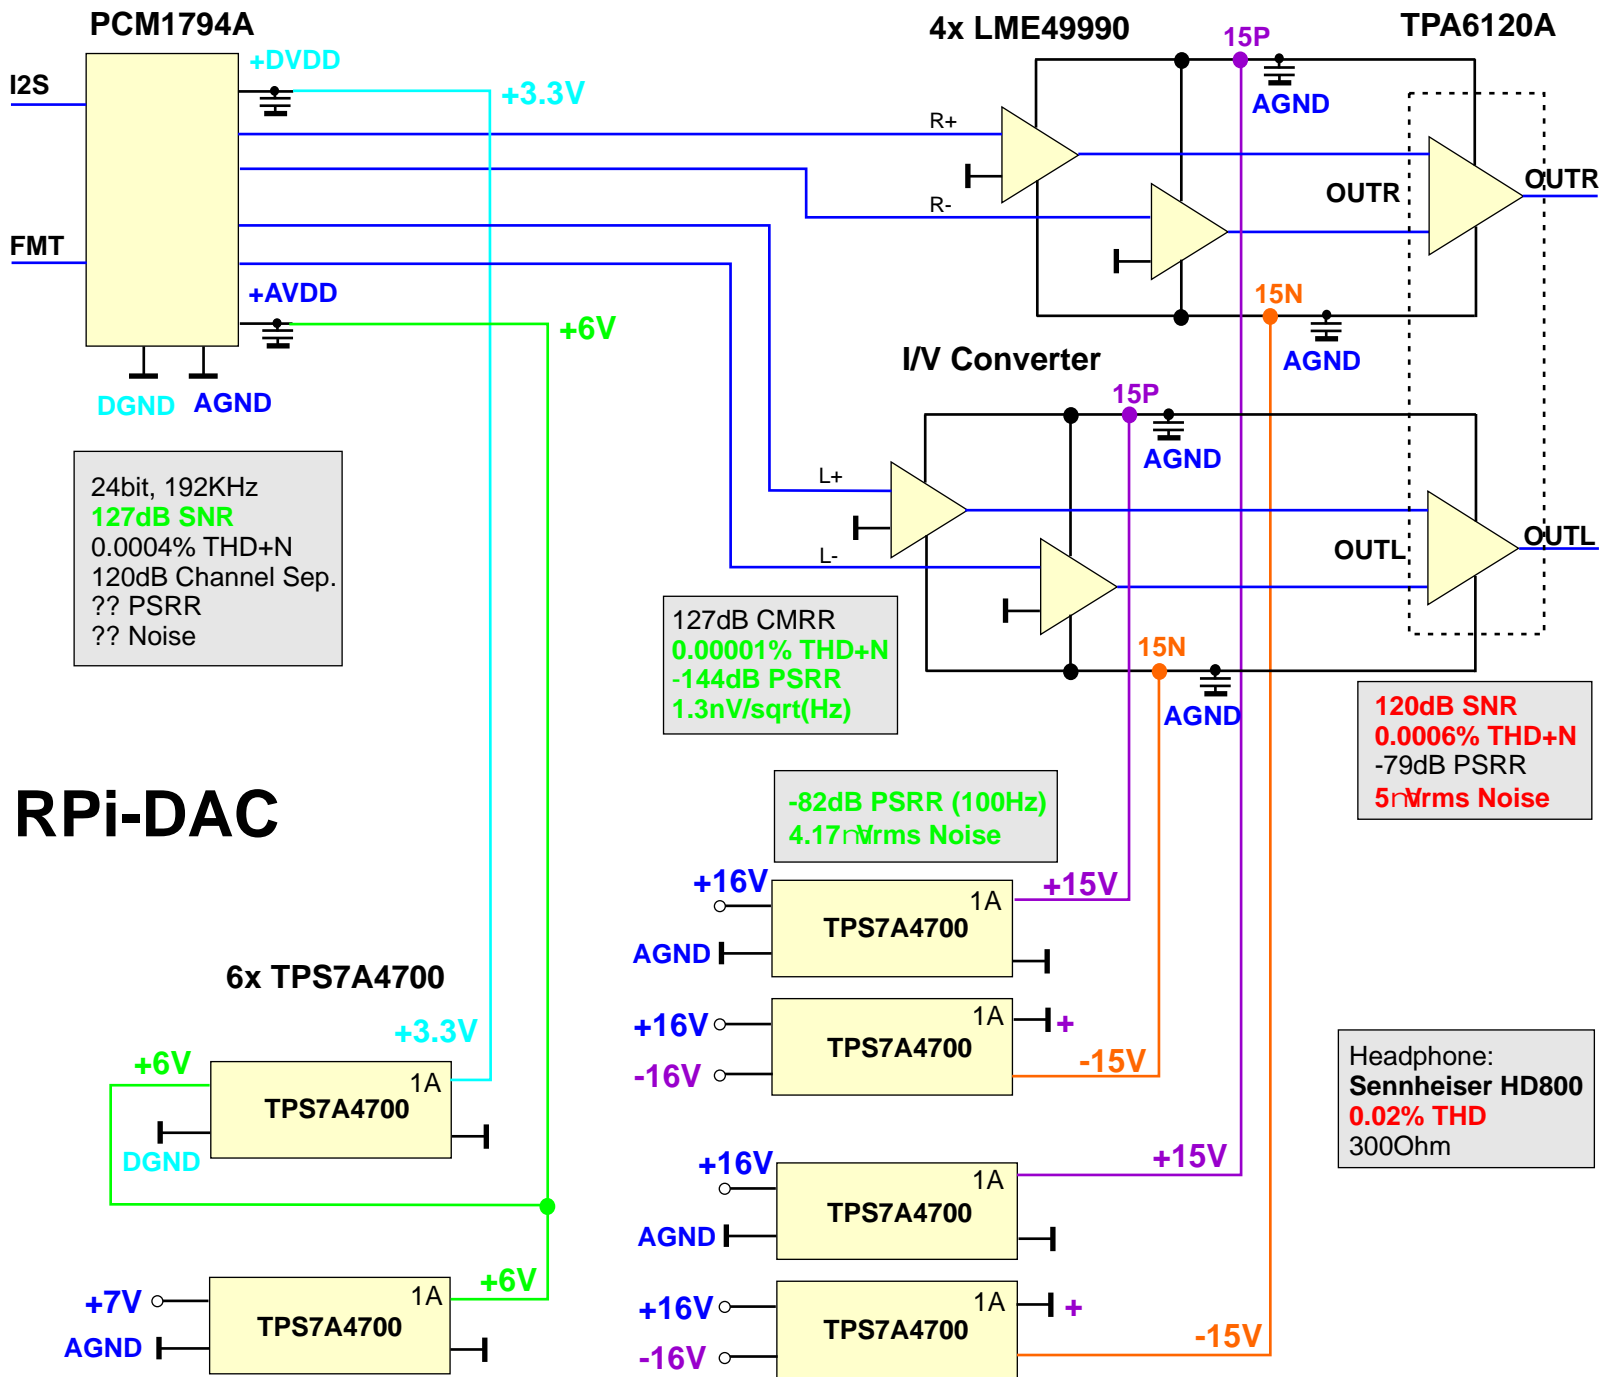 PCM1794A
4x LME49990
TPA6120A
15P
I2S
+DVDD
+3.3V
AGND
R+
R-
OUTR
OUTR
FMT
+AVDD
+6V
15N
AGND
DGND
AGND
I/V Converter
15P
AGND
24bit, 192KHz
127dB SNR
0.0004% THD+N
120dB Channel Sep.
?? PSRR
?? Noise
L+
L-
OUTL
OUTL
127dB CMRR
0.00001% THD+N
-144dB PSRR
1.3nV/sqrt(Hz)
15N
AGND
120dB SNR
0.0006% THD+N
-79dB PSRR
Noise
RPi-DAC
-82dB PSRR (100Hz)
Noise
+16V
1A
+15V
TPS7A4700
AGND
6x TPS7A4700
+16V
1A
+
TPS7A4700
-16V
-15V
+3.3V
+6V
1A
TPS7A4700
DGND
Headphone:
Sennheiser HD800
0.02% THD
300Ohm
+16V
1A
+15V
TPS7A4700
AGND
+7V
1A
+6V
TPS7A4700
AGND
+16V
1A
+
TPS7A4700
-16V
-15V